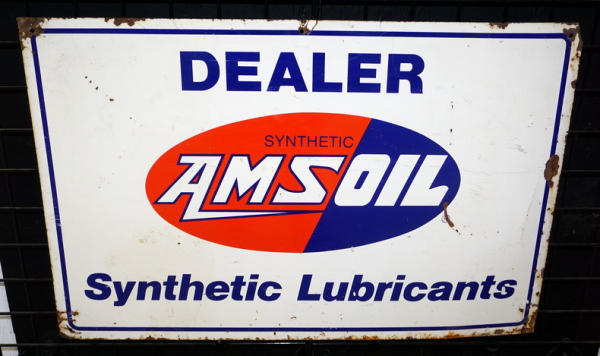 DEALER
SYNTHETIC
AMSOIL
Synthetic Lubricants